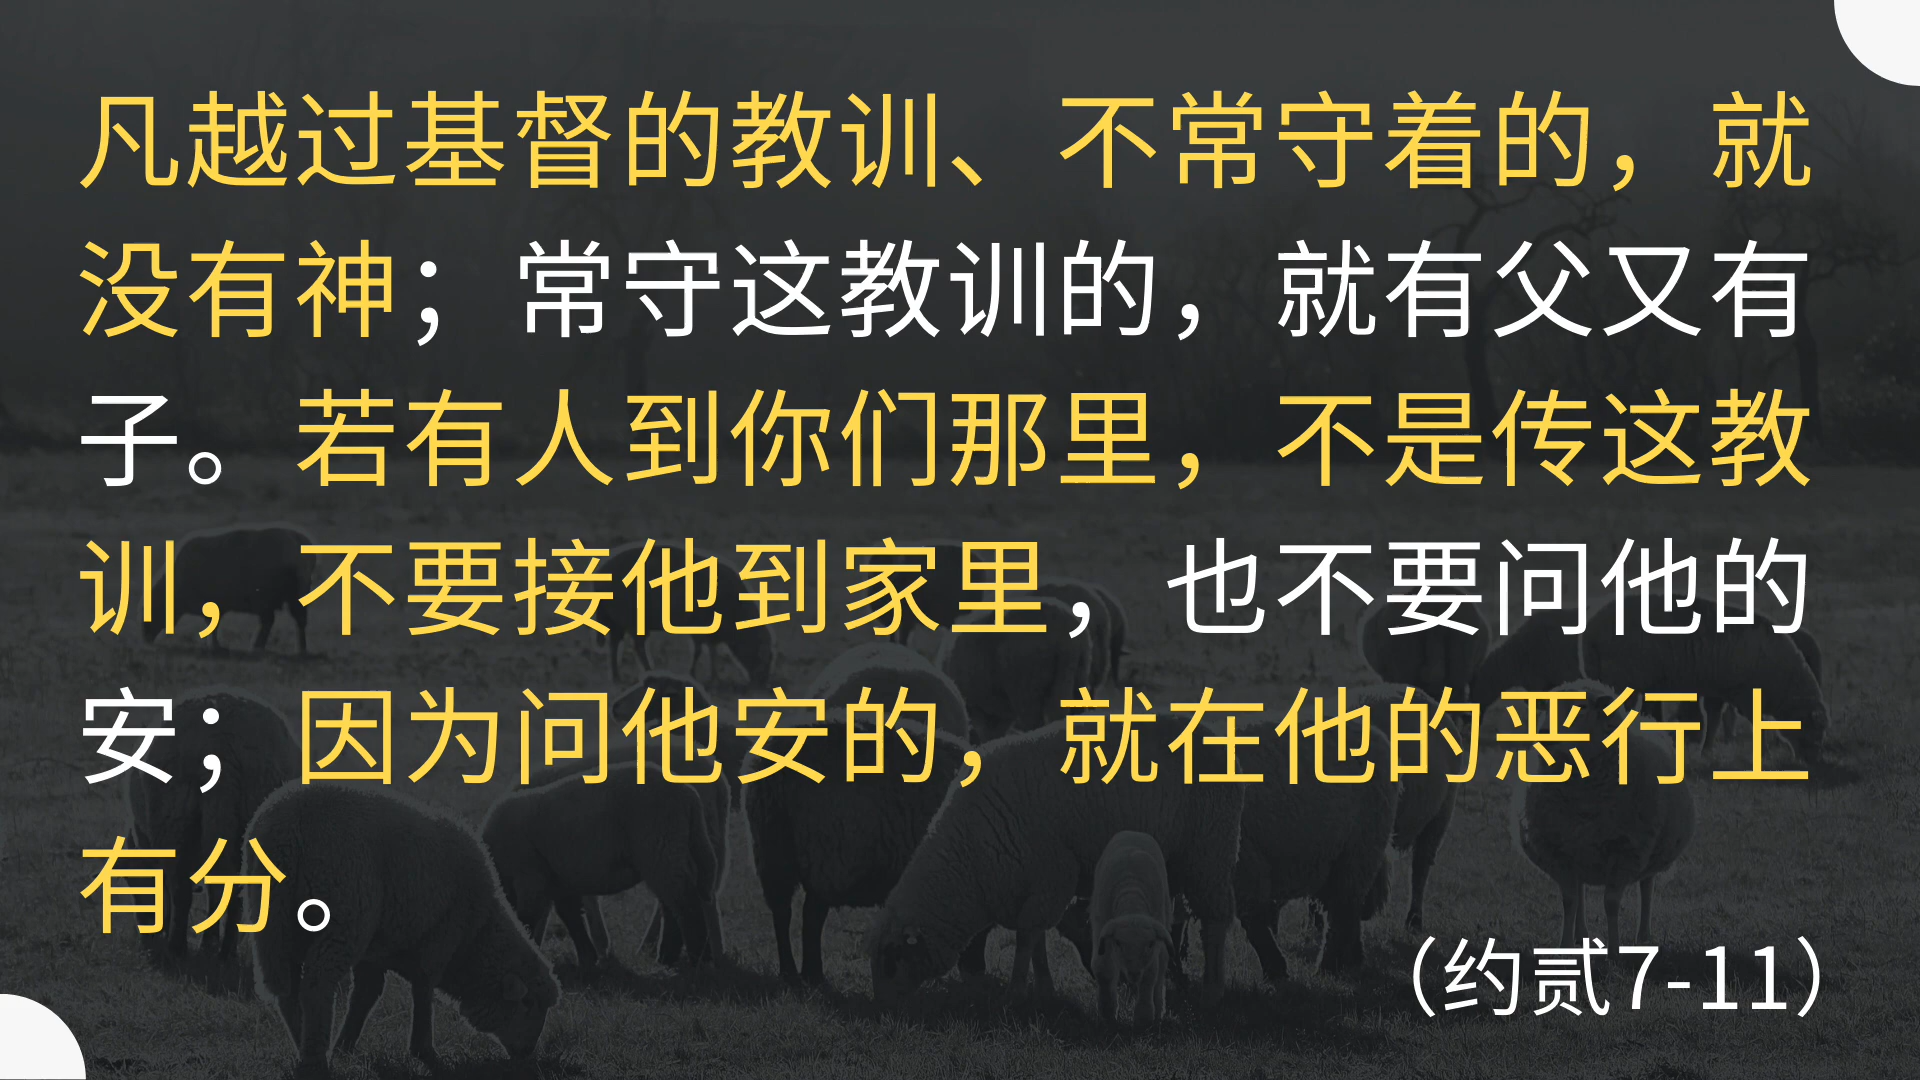 凡越过基督的教训、不常守着的，就
没有神；常守这教训的，就有父又有
子。若有人到你们那里，不是传这教
训，不要接他到家里，也不要问他的
安；因为问他安的，就在他的恶行上
有分。
（约贰7-11）